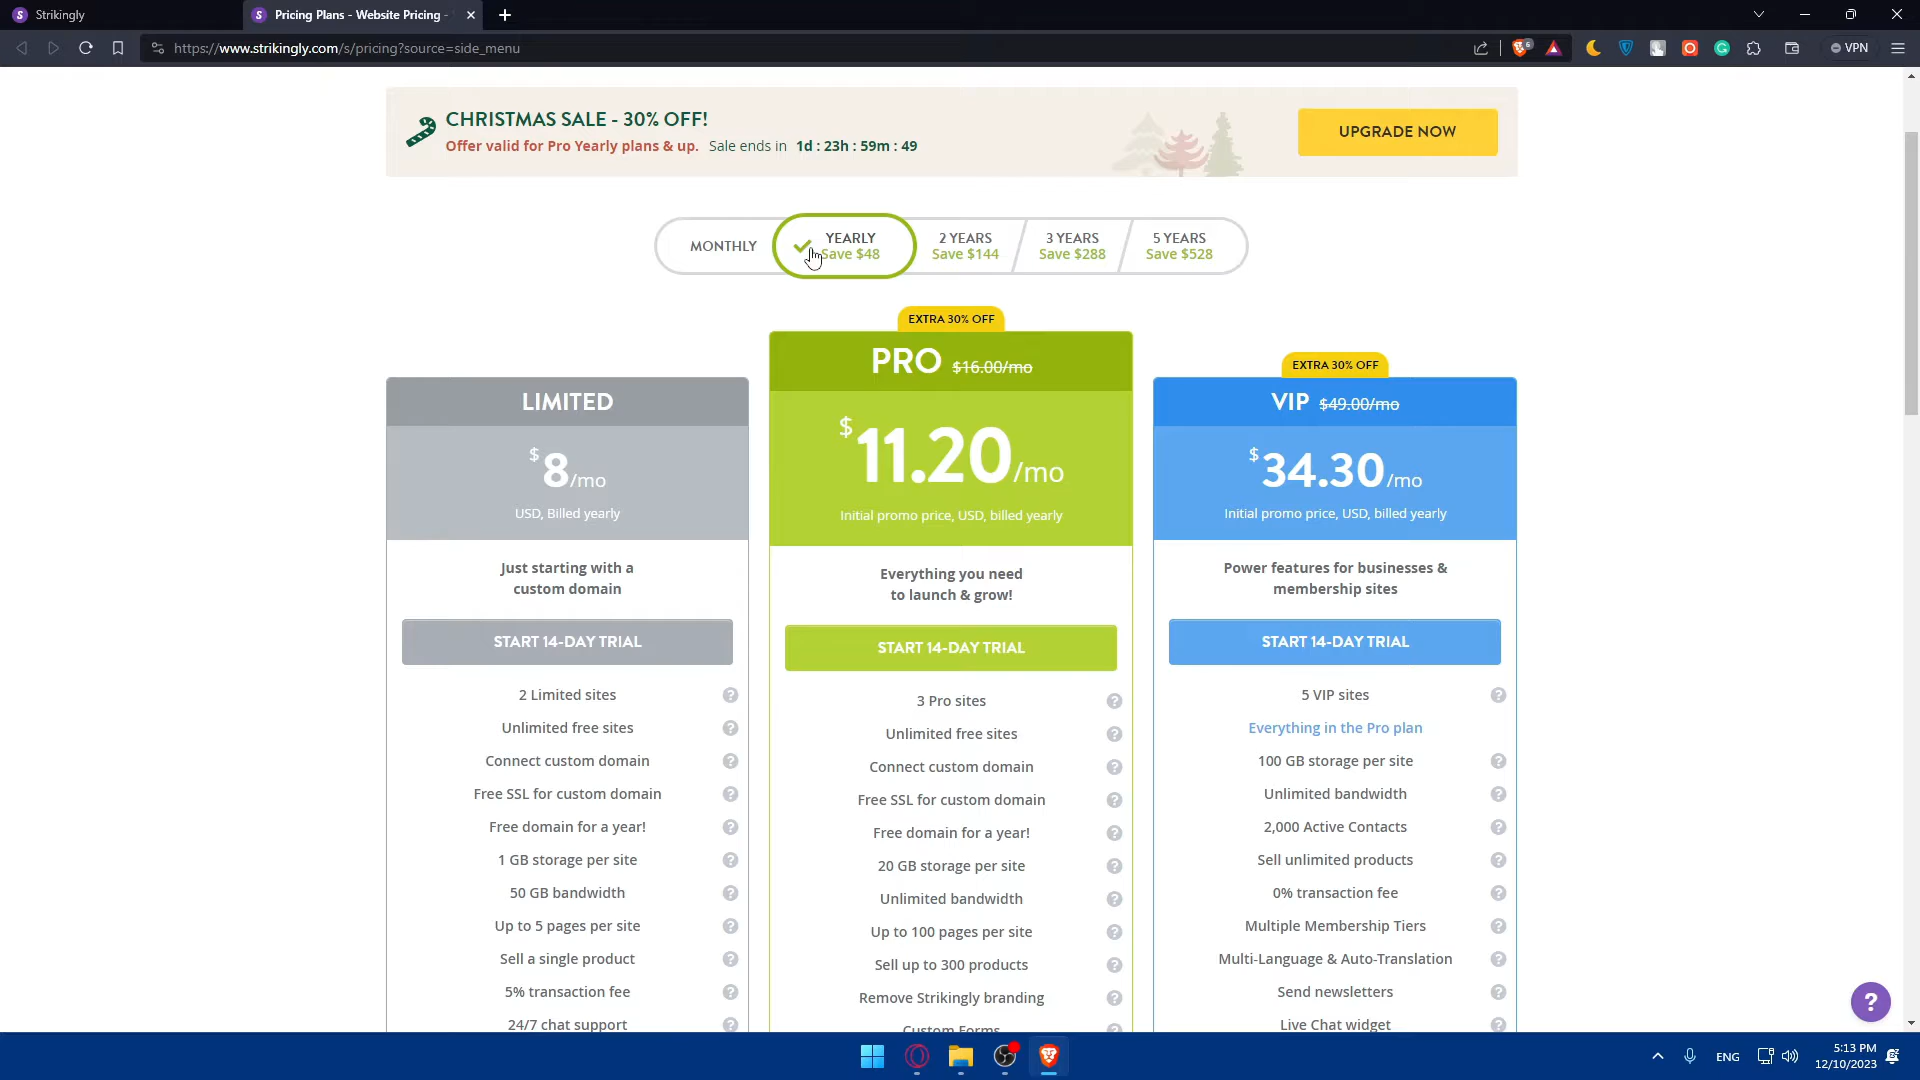 Strikingly
Pricing Plans - Website Pricing -
https://www.strikingly.com/s/pricing?source=side_menu
6
VPN
CHRISTMAS SALE - 30% OFF!
Offer valid for Pro Yearly plans & up. Sale ends in 1d : 23h : 59m : 49
UPGRADE NOW
MONTHLY
YEARLY
Save $48
2 YEARS
Save $144
3 YEARS
Save $288
5 YEARS
Save $528
LIMITED
$8/mo
USD, Billed yearly
Just starting with a
custom domain
START 14-DAY TRIAL
2 Limited sites
Unlimited free sites
Connect custom domain
Free SSL for custom domain
Free domain for a year!
1 GB storage per site
50 GB bandwidth
Up to 5 pages per site
Sell a single product
5% transaction fee
24/7 chat support
EXTRA 30% OFF
PRO $16.00/mo
$11.20/mo
Initial promo price, USD, billed yearly
Everything you need
to launch & grow!
START 14-DAY TRIAL
3 Pro sites
Unlimited free sites
Connect custom domain
Free SSL for custom domain
Free domain for a year!
20 GB storage per site
Unlimited bandwidth
Up to 100 pages per site
Sell up to 300 products
Remove Strikingly branding
Custom Forms
EXTRA 30% OFF
VIP $49.00/mo
$34.30/mo
Initial promo price, USD, billed yearly
Power features for businesses &
membership sites
START 14-DAY TRIAL
5 VIP sites
Everything in the Pro plan
100 GB storage per site
Unlimited bandwidth
2,000 Active Contacts
Sell unlimited products
0% transaction fee
Multiple Membership Tiers
Multi-Language & Auto-Translation
Send newsletters
Live Chat widget
?
ENG
5:13 PM
12/10/2023